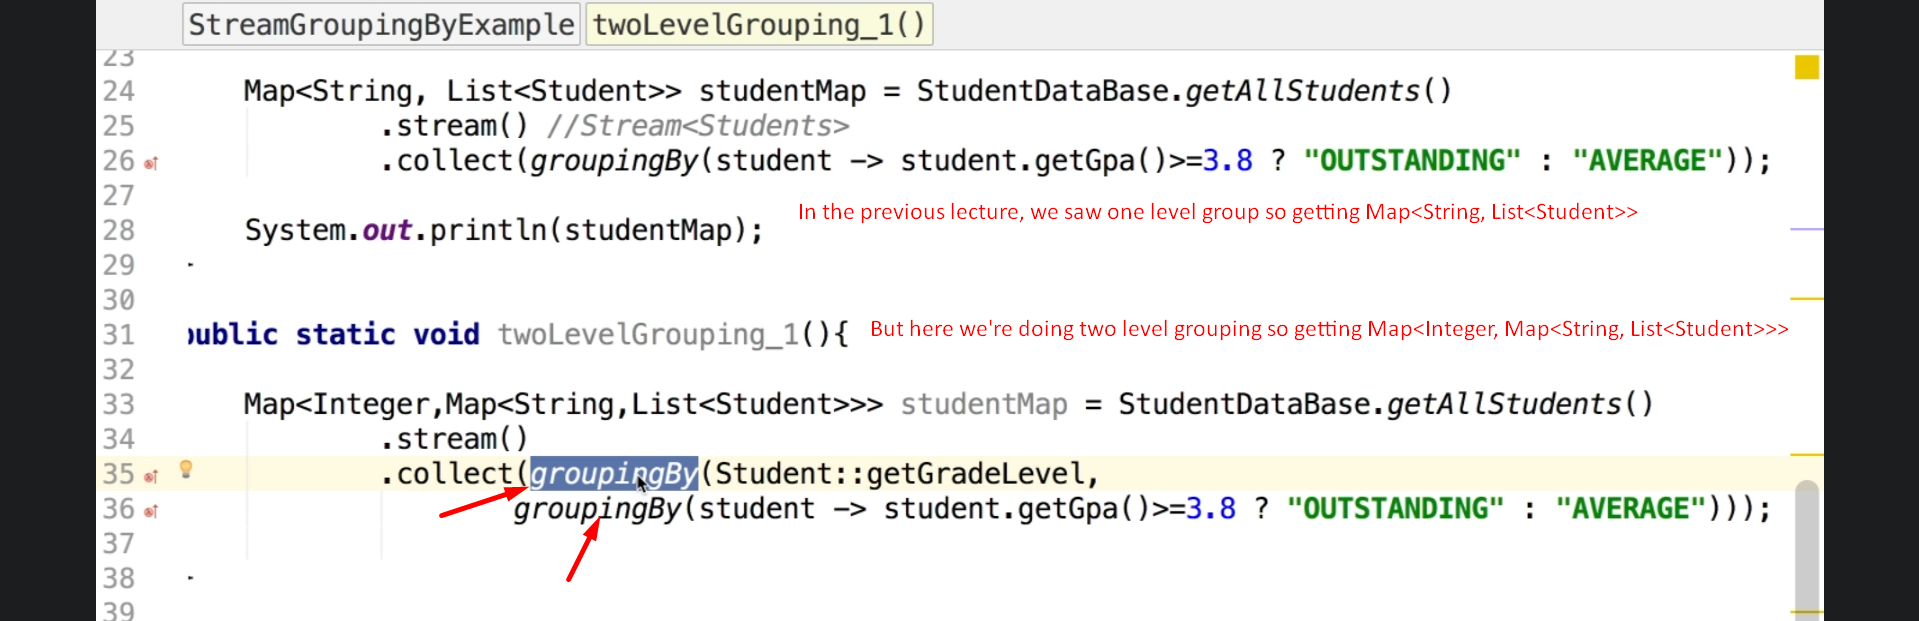 StreamGroupingByExample twoLevelGrouping_1()
23
24 Map<String, List<Student>> studentMap = StudentDataBase.getAllStudents()
25 .stream() //Stream<Students>
26 .collect(groupingBy(student -> student.getGpa()>=3.8 ? "OUTSTANDING" : "AVERAGE"));
27
In the previous lecture, we saw one level group so getting Map<String, List<Student>>
28 System.out.println(studentMap);
29
30
31 public static void twoLevelGrouping_1(){ But here we're doing two level grouping so getting Map<Integer, Map<String, List<Student>>>
32
33 Map<Integer,Map<String,List<Student>>> studentMap = StudentDataBase.getAllStudents()
34 .stream()
35 .collect(groupingBy(Student::getGradeLevel,
36 groupingBy(student -> student.getGpa()>=3.8 ? "OUTSTANDING" : "AVERAGE")));
37
38
39